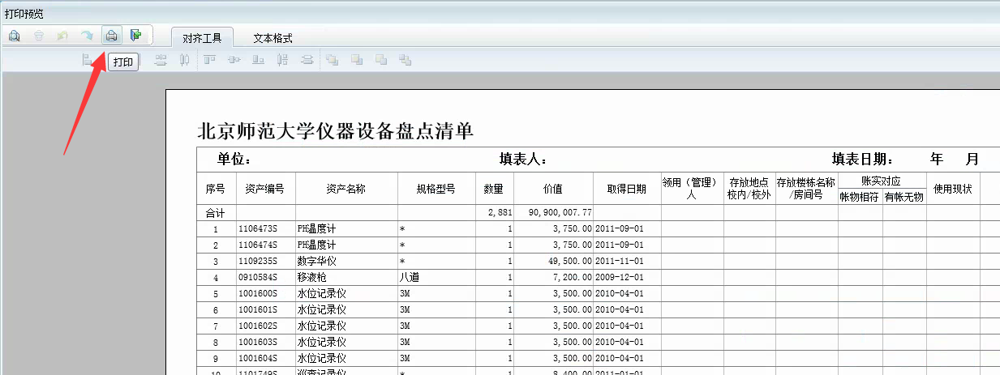 打印预览
对齐工具 文本格式
打印
北京师范大学仪器设备盘点清单
单位： 填表人： 填表日期： 年 月
序号 资产编号 资产名称 规格型号 数量 价值 取得日期 领用（管理）人 存放地点校内/校外 存放楼栋名称/房间号 账实对应 帐物相符 有帐无物 使用现状
合计 2,881 90,900,007.77
1 1106473S PH温度计 * 1 3,750.00 2011-09-01
2 1106474S PH温度计 * 1 3,750.00 2011-09-01
3 1109235S 数字华仪 * 1 49,500.00 2011-11-01
4 0910584S 移液枪 八道 1 7,200.00 2009-12-01
5 1001600S 水位记录仪 3M 1 3,500.00 2010-04-01
6 1001601S 水位记录仪 3M 1 3,500.00 2010-04-01
7 1001602S 水位记录仪 3M 1 3,500.00 2010-04-01
8 1001603S 水位记录仪 3M 1 3,500.00 2010-04-01
9 1001604S 水位记录仪 3M 1 3,500.00 2010-04-01
10 1101749S 巡查记录仪 * 1 8,400.00 2011-01-01